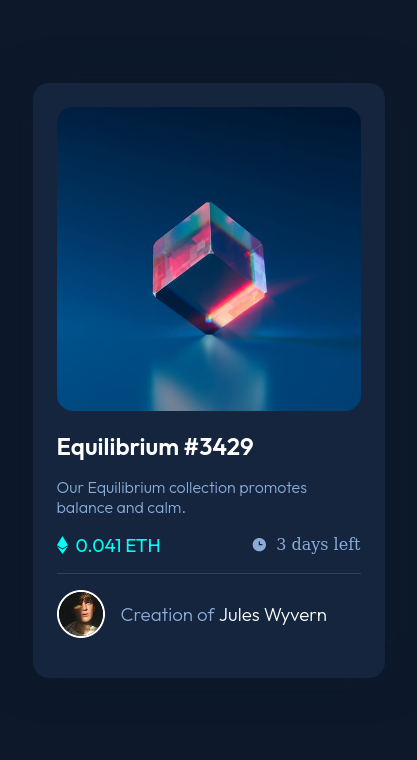 Equilibrium #3429
Our Equilibrium collection promotes
balance and calm.
0.041 ETH
3 days left
Creation of Jules Wyvern